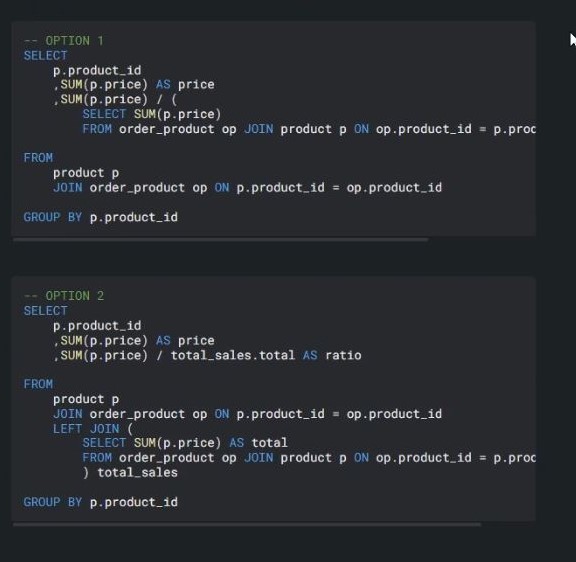 -- OPTION 1
SELECT
p.product_id
,SUM(p.price) AS price
,SUM(p.price) / (
SELECT SUM(p.price)
FROM order_product op JOIN product p ON op.product_id = p.proc
FROM
product p
JOIN order_product op ON p.product_id = op.product_id
GROUP BY p.product_id
-- OPTION 2
SELECT
p.product_id
,SUM(p.price) AS price
,SUM(p.price) / total_sales.total AS ratio
FROM
product p
JOIN order_product op ON p.product_id = op.product_id
LEFT JOIN (
SELECT SUM(p.price) AS total
FROM order_product op JOIN product p ON op.product_id = p.proc
) total_sales
GROUP BY p.product_id